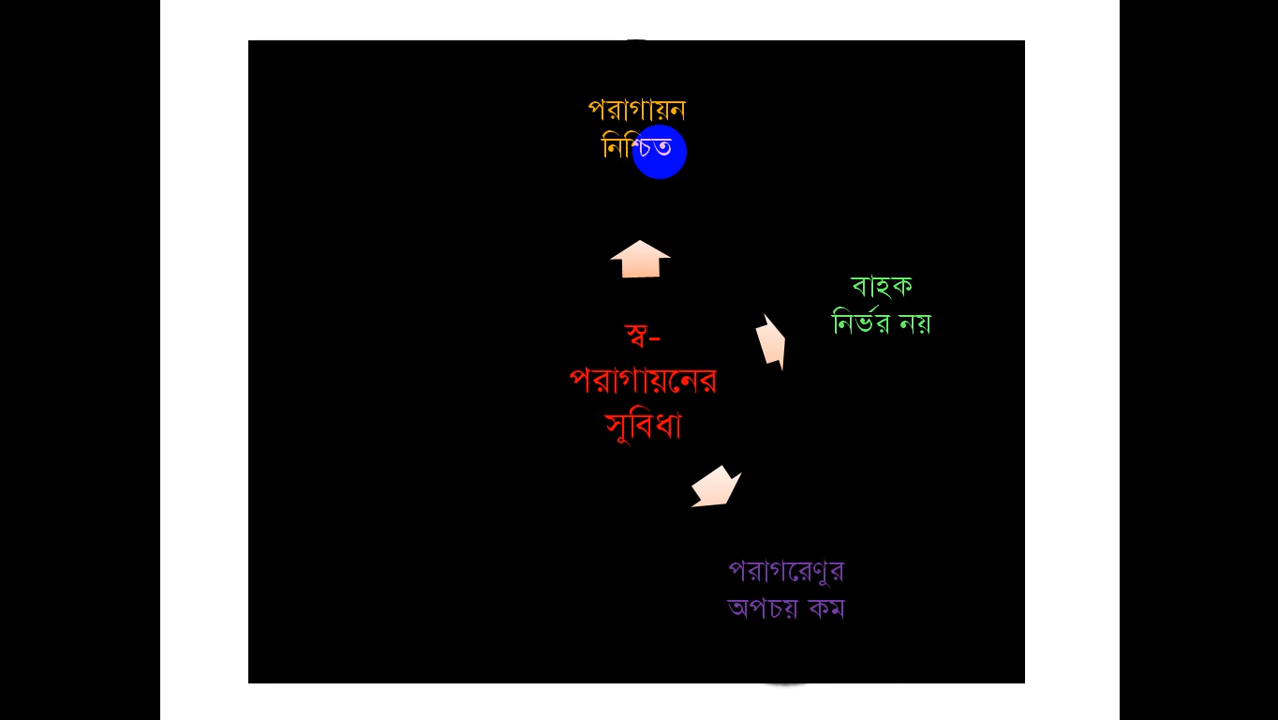 পরাগায়ন
নিশ্চিত
বাহক
নির্ভর নয়
স্ব-
পরাগায়নের
সুবিধা
পরাগরেণুর
অপচয় কম